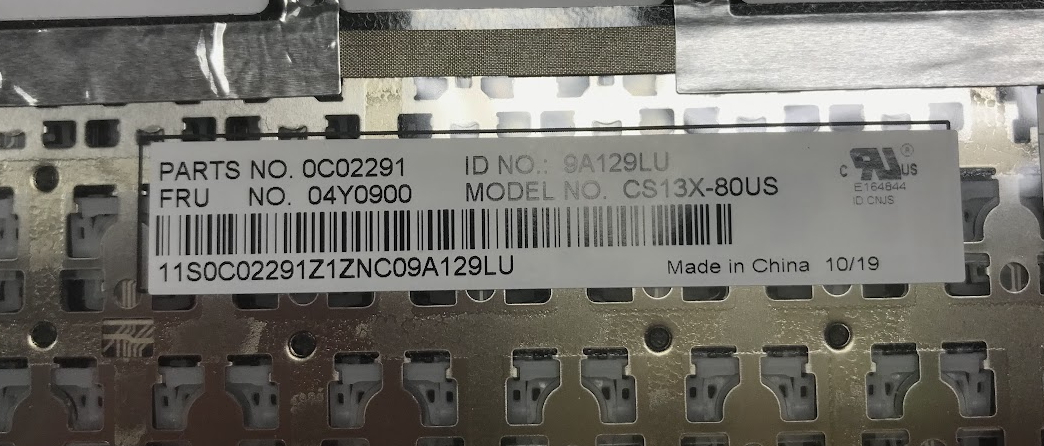 PARTS NO. 0C02291 ID NO.: 9A129LU
FRU NO. 04Y0900 MODEL NO. CS13X-80US
11S0C02291Z1ZNC09A129LU
Made in China 10/19
c RU US ®
E164844
ID:CNJS